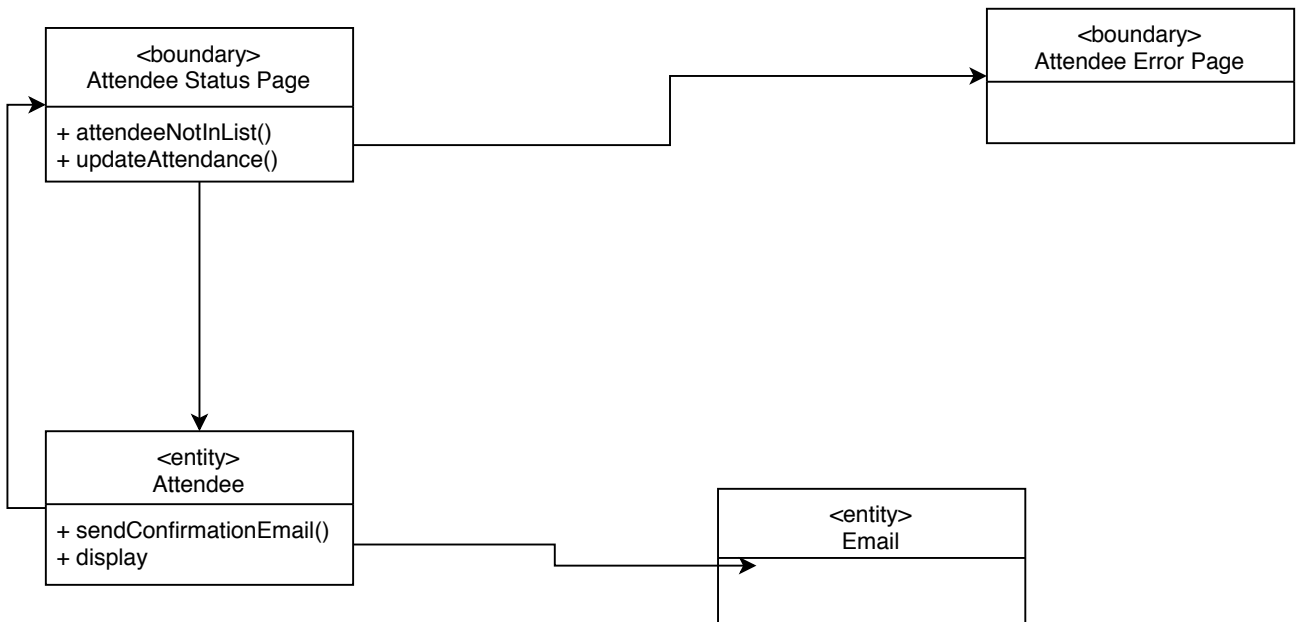 <boundary>
Attendee Status Page
+ attendeeNotInList()
+ updateAttendance()
<boundary>
Attendee Error Page
<entity>
Attendee
+ sendConfirmationEmail()
+ display
<entity>
Email